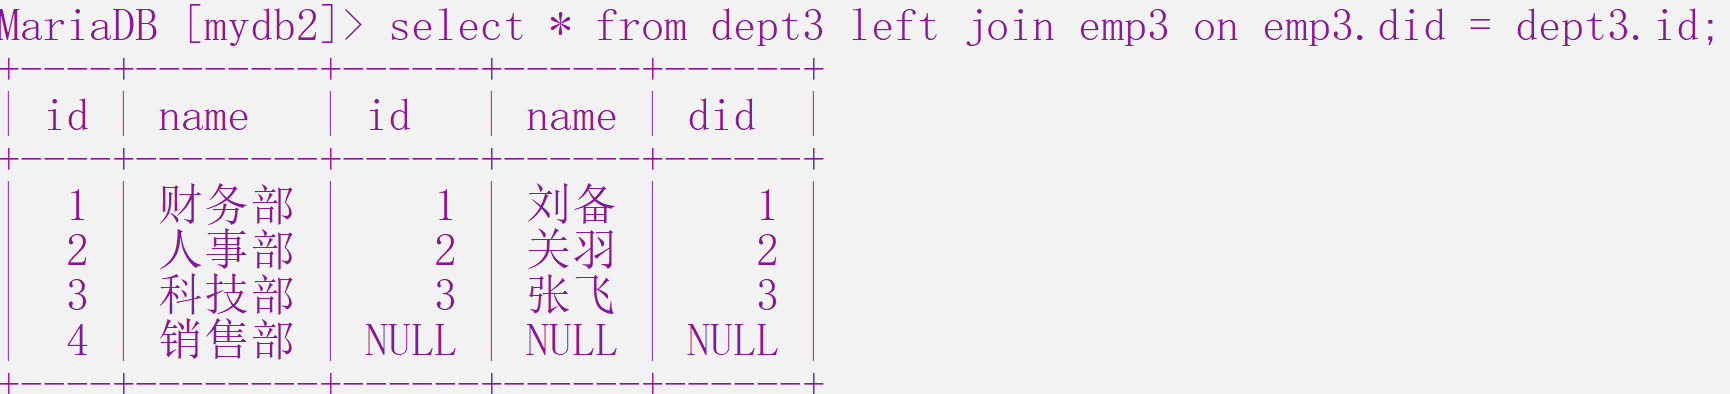 MariaDB [mydb2]> select * from dept3 left join emp3 on emp3.did = dept3.id;
+----+--------+------+------+------+
| id | name   | id   | name | did  |
+----+--------+------+------+------+
|  1 | 财务部 |    1 | 刘备 |    1 |
|  2 | 人事部 |    2 | 关羽 |    2 |
|  3 | 科技部 |    3 | 张飞 |    3 |
|  4 | 销售部 | NULL | NULL | NULL |
+----+--------+------+------+------+